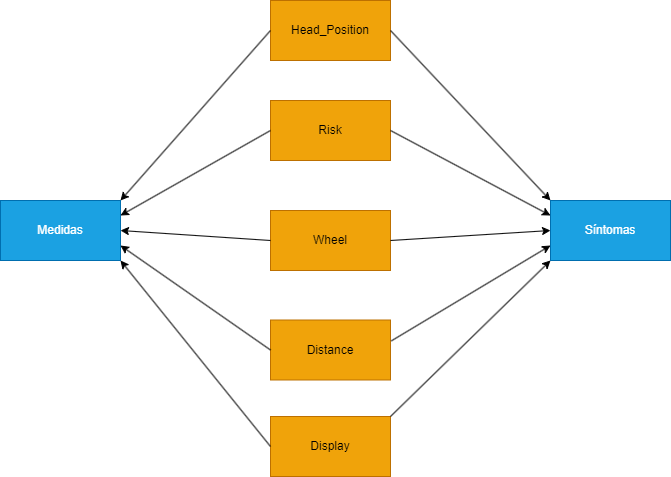 Head_Position
Risk
Medidas
Wheel
Síntomas
Distance
Display